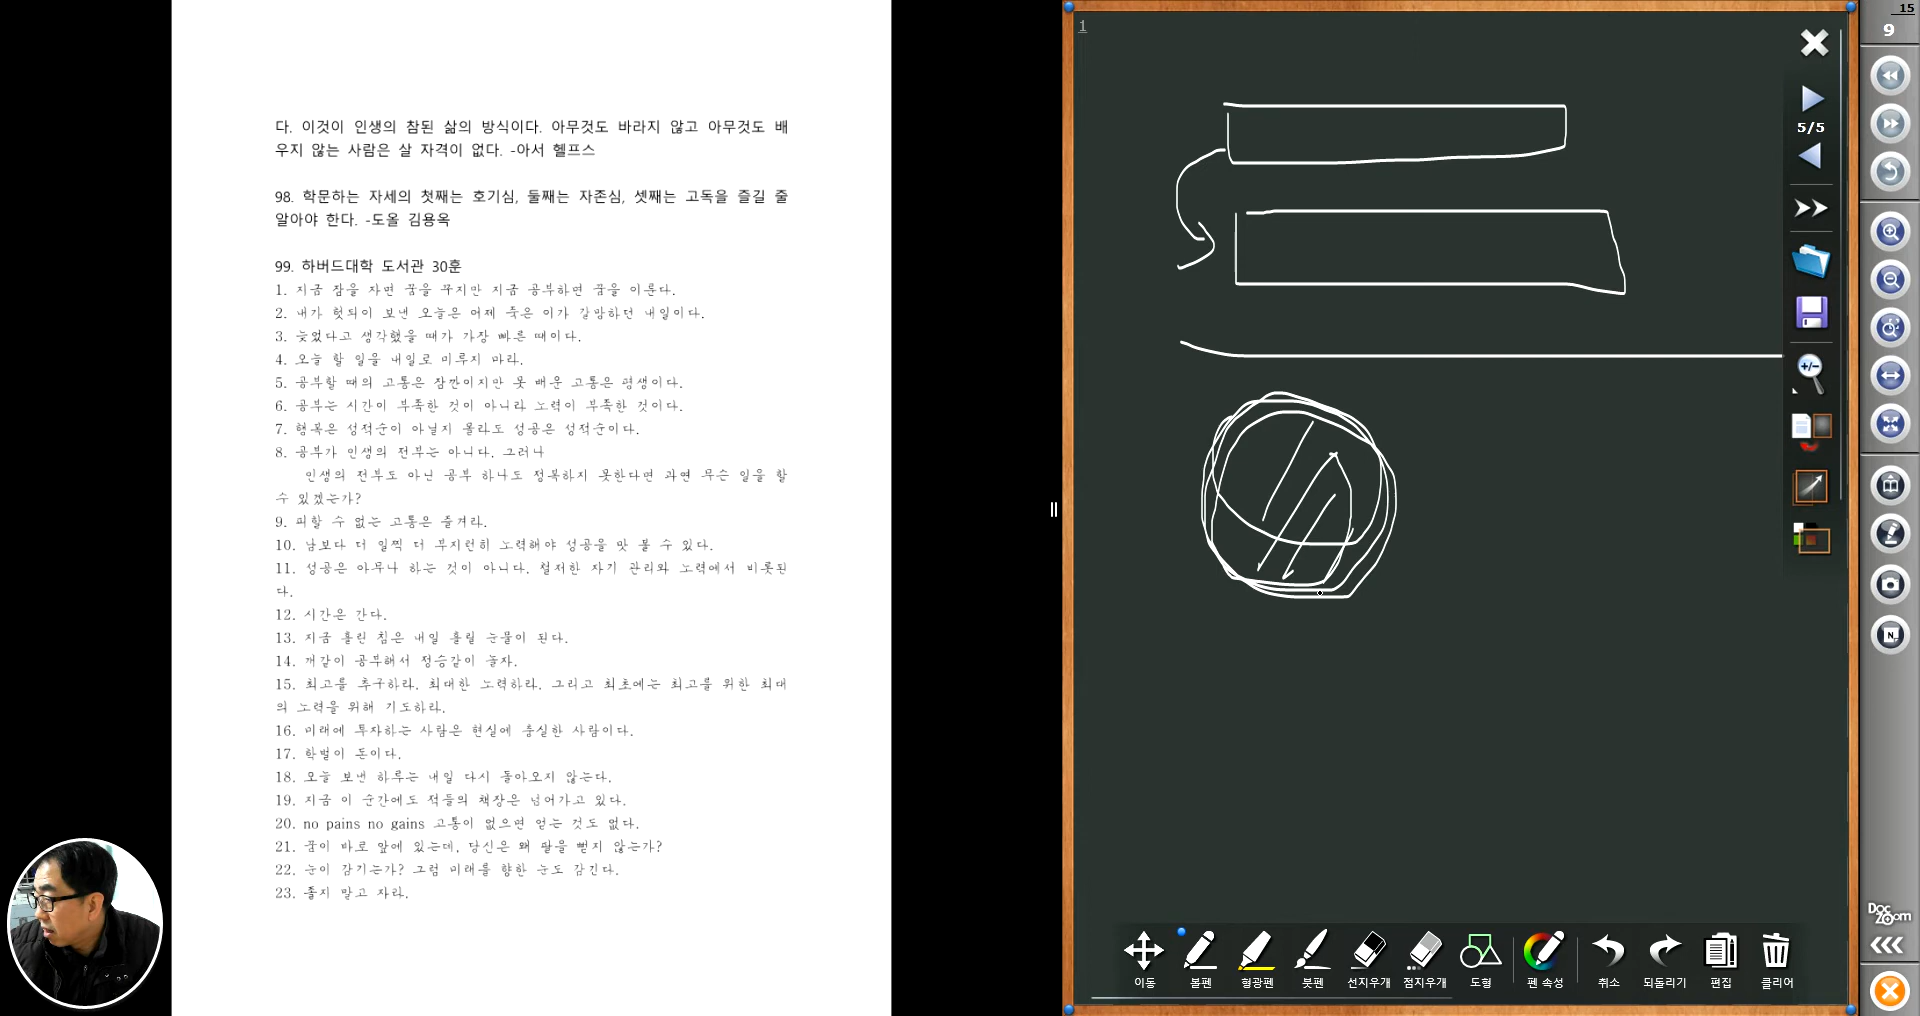 다. 이것이 인생의 참된 삶의 방식이다. 아무것도 바라지 않고 아무것도 배
우지 않는 사람은 살 자격이 없다. -아서 헬프스
98. 학문하는 자세의 첫째는 호기심, 둘째는 자존심, 셋째는 고독을 즐길 줄
알아야 한다. -도올 김용옥
99. 하버드대학 도서관 30훈
1. 지금 잠을 자면 꿈을 꾸지만 지금 공부하면 꿈을 이룬다.
2. 내가 헛되이 보낸 오늘은 어제 죽은 이가 갈망하던 내일이다.
3. 늦었다고 생각했을 때가 가장 빠른 때이다.
4. 오늘 할 일을 내일로 미루지 마라.
5. 공부할 때의 고통은 잠깐이지만 못 배운 고통은 평생이다.
6. 공부는 시간이 부족한 것이 아니라 노력이 부족한 것이다.
7. 행복은 성적순이 아닐지 몰라도 성공은 성적순이다.
8. 공부가 인생의 전부는 아니다. 그러나
인생의 전부도 아닌 공부 하나도 정복하지 못한다면 과연 무슨 일을 할
수 있겠는가?
9. 피할 수 없는 고통은 즐겨라.
10. 남보다 더 일찍 더 부지런히 노력해야 성공을 맛 볼 수 있다.
11. 성공은 아무나 하는 것이 아니다. 철저한 자기 관리와 노력에서 비롯된
다.
12. 시간은 간다.
13. 지금 흘린 침은 내일 흘릴 눈물이 된다.
14. 개같이 공부해서 정승같이 놀자.
15. 최고를 추구하라. 최대한 노력하라. 그리고 최초에는 최고를 위한 최대
의 노력을 위해 기도하라.
16. 미래에 투자하는 사람은 현실에 충실한 사람이다.
17. 학벌이 돈이다.
18. 오늘 보낸 하루는 내일 다시 돌아오지 않는다.
19. 지금 이 순간에도 적들의 책장은 넘어가고 있다.
20. no pains no gains 고통이 없으면 얻는 것도 없다.
21. 꿈이 바로 앞에 있는데, 당신은 왜 팔을 뻗지 않는가?
22. 눈이 감기는가? 그럼 미래를 향한 눈도 감긴다.
23. 졸지 말고 자라.
1
5/5
15
9
+/-
N
Doc
Zoom
이동
볼펜
형광펜
붓펜
선지우개
점지우개
도형
펜 속성
취소
되돌리기
편집
클리어